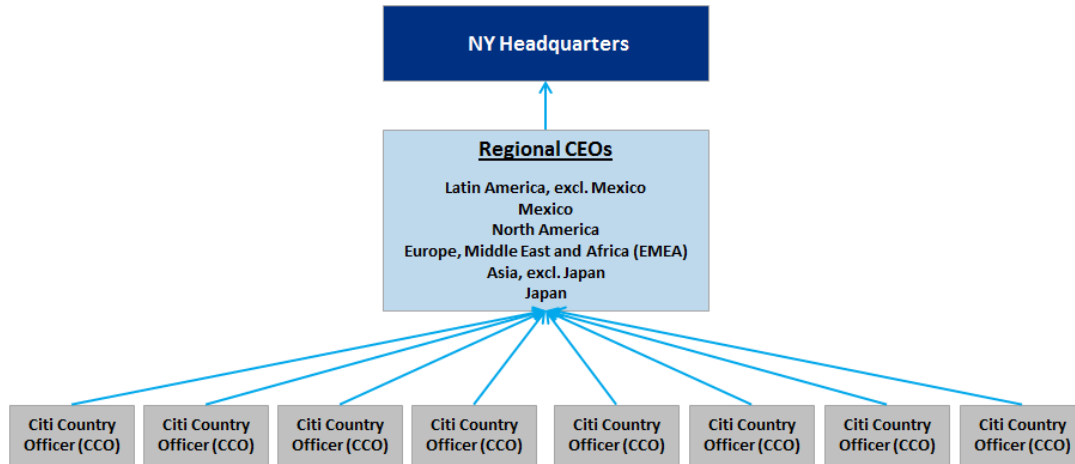 NY Headquarters
Regional CEOs
Latin America, excl. Mexico
Mexico
North America
Europe, Middle East and Africa (EMEA)
Asia, excl. Japan
Japan
Citi Country
Officer (CCO)
Citi Country
Officer (CCO)
Citi Country
Officer (CCO)
Citi Country
Officer (CCO)
Citi Country
Officer (CCO)
Citi Country
Officer (CCO)
Citi Country
Officer (CCO)
Citi Country
Officer (CCO)